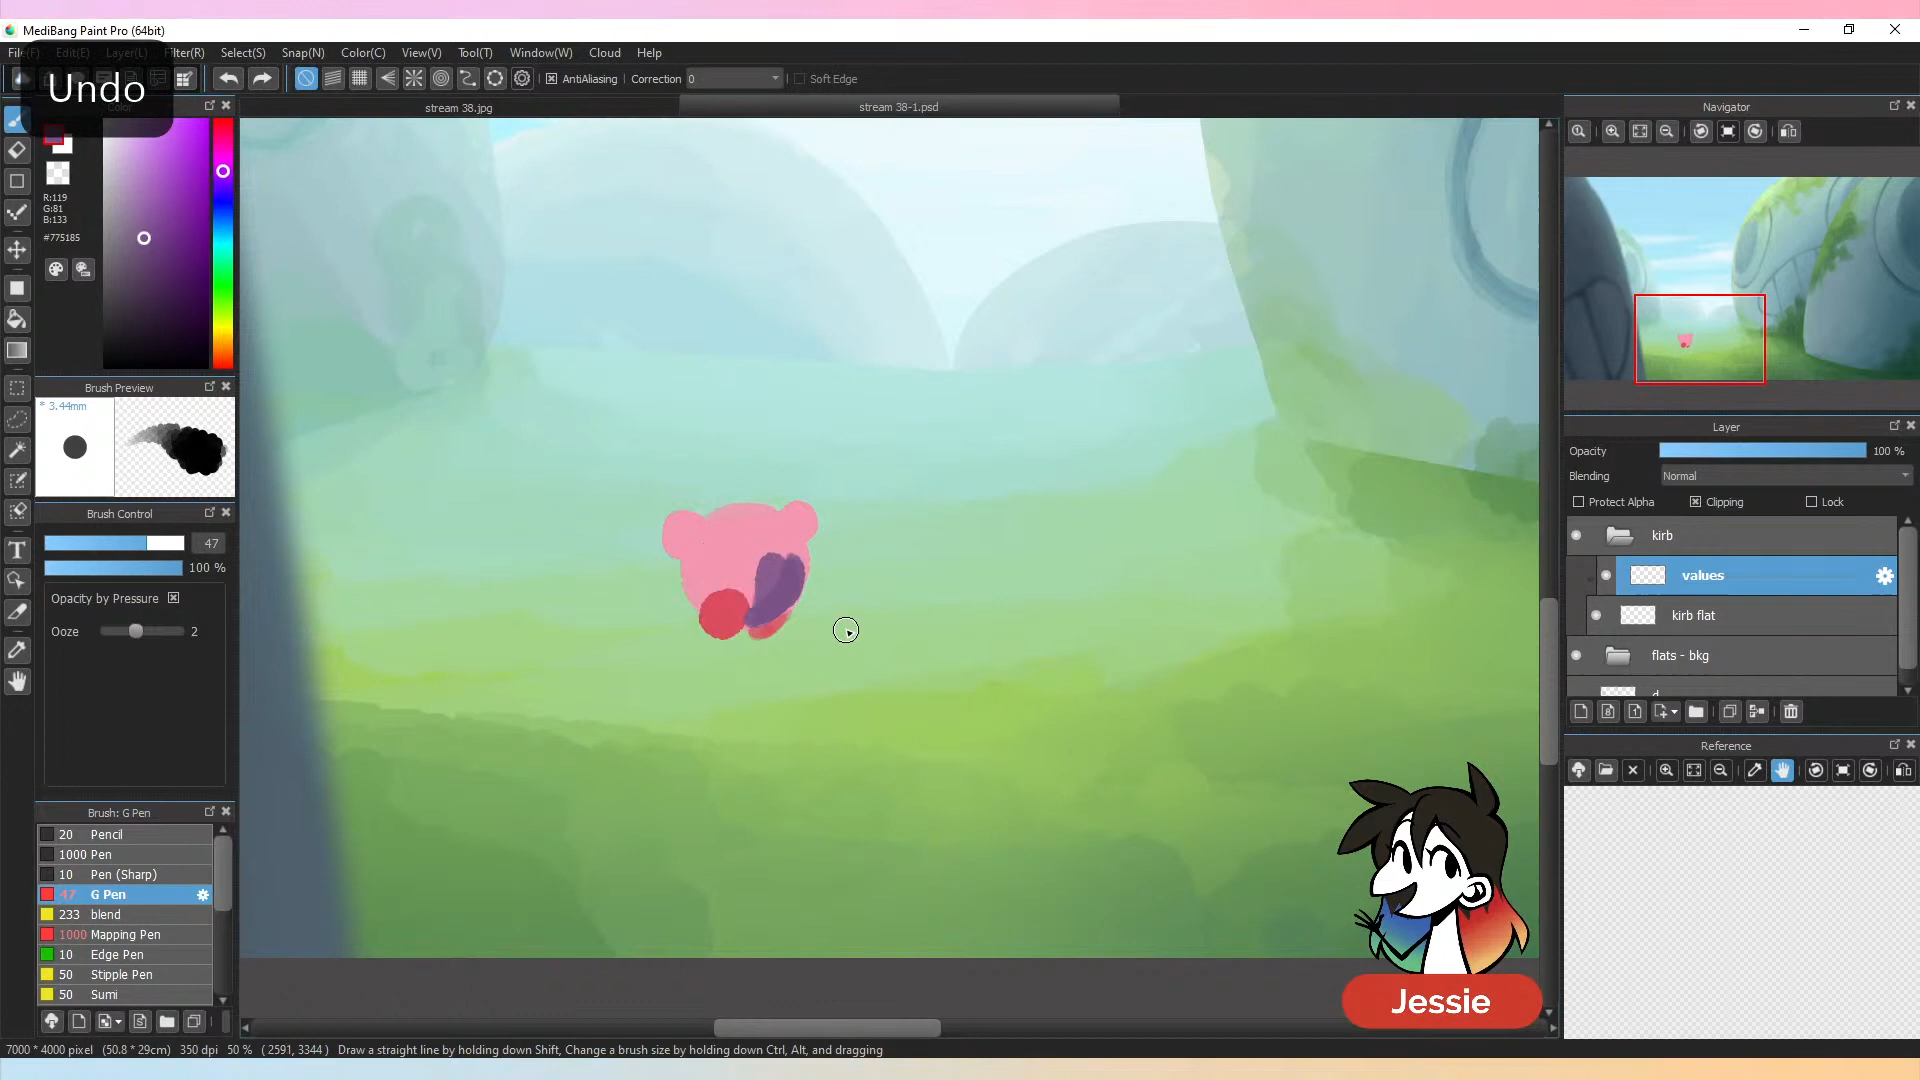 MediBang Paint Pro (64bit)
File(F) Edit(E) Layer(L) Filter(R) Select(S) Snap(N) Color(C) View(V) Tool(T) Window(W) Cloud Help
Undo
AntiAliasing Correction 0 Soft Edge
Color
stream 38.jpg
stream 38-1.psd
R:119
G:81
B:133
#775185
Brush Preview
* 3.44mm
Brush Control
47
100 %
Opacity by Pressure
Ooze 2
Brush: G Pen
20 Pencil
1000 Pen
10 Pen (Sharp)
47 G Pen
233 blend
1000 Mapping Pen
10 Edge Pen
50 Stipple Pen
50 Sumi
Navigator
Layer
Opacity 100 %
Blending Normal
Protect Alpha Clipping Lock
kirb
values
kirb flat
flats - bkg
Reference
Jessie
7000 * 4000 pixel (50.8 * 29cm) 350 dpi 50 % ( 2591, 3344 ) Draw a straight line by holding down Shift, Change a brush size by holding down Ctrl, Alt, and dragging